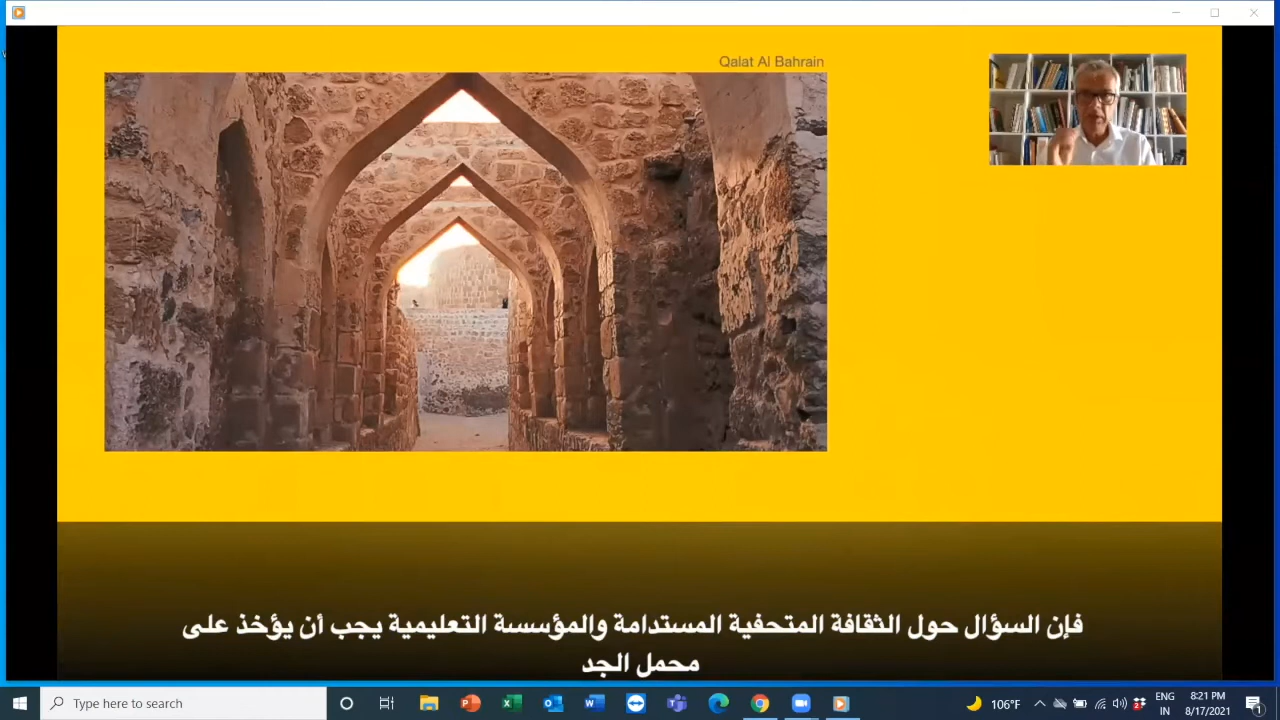 Qalat Al Bahrain
فإن السؤال حول الثقافة المتحفية المستدامة والمؤسسة التعليمية يجب أن يؤخذ على
محمل الجد
Type here to search
106°F
ENG
IN
8:21 PM
8/17/2021
1